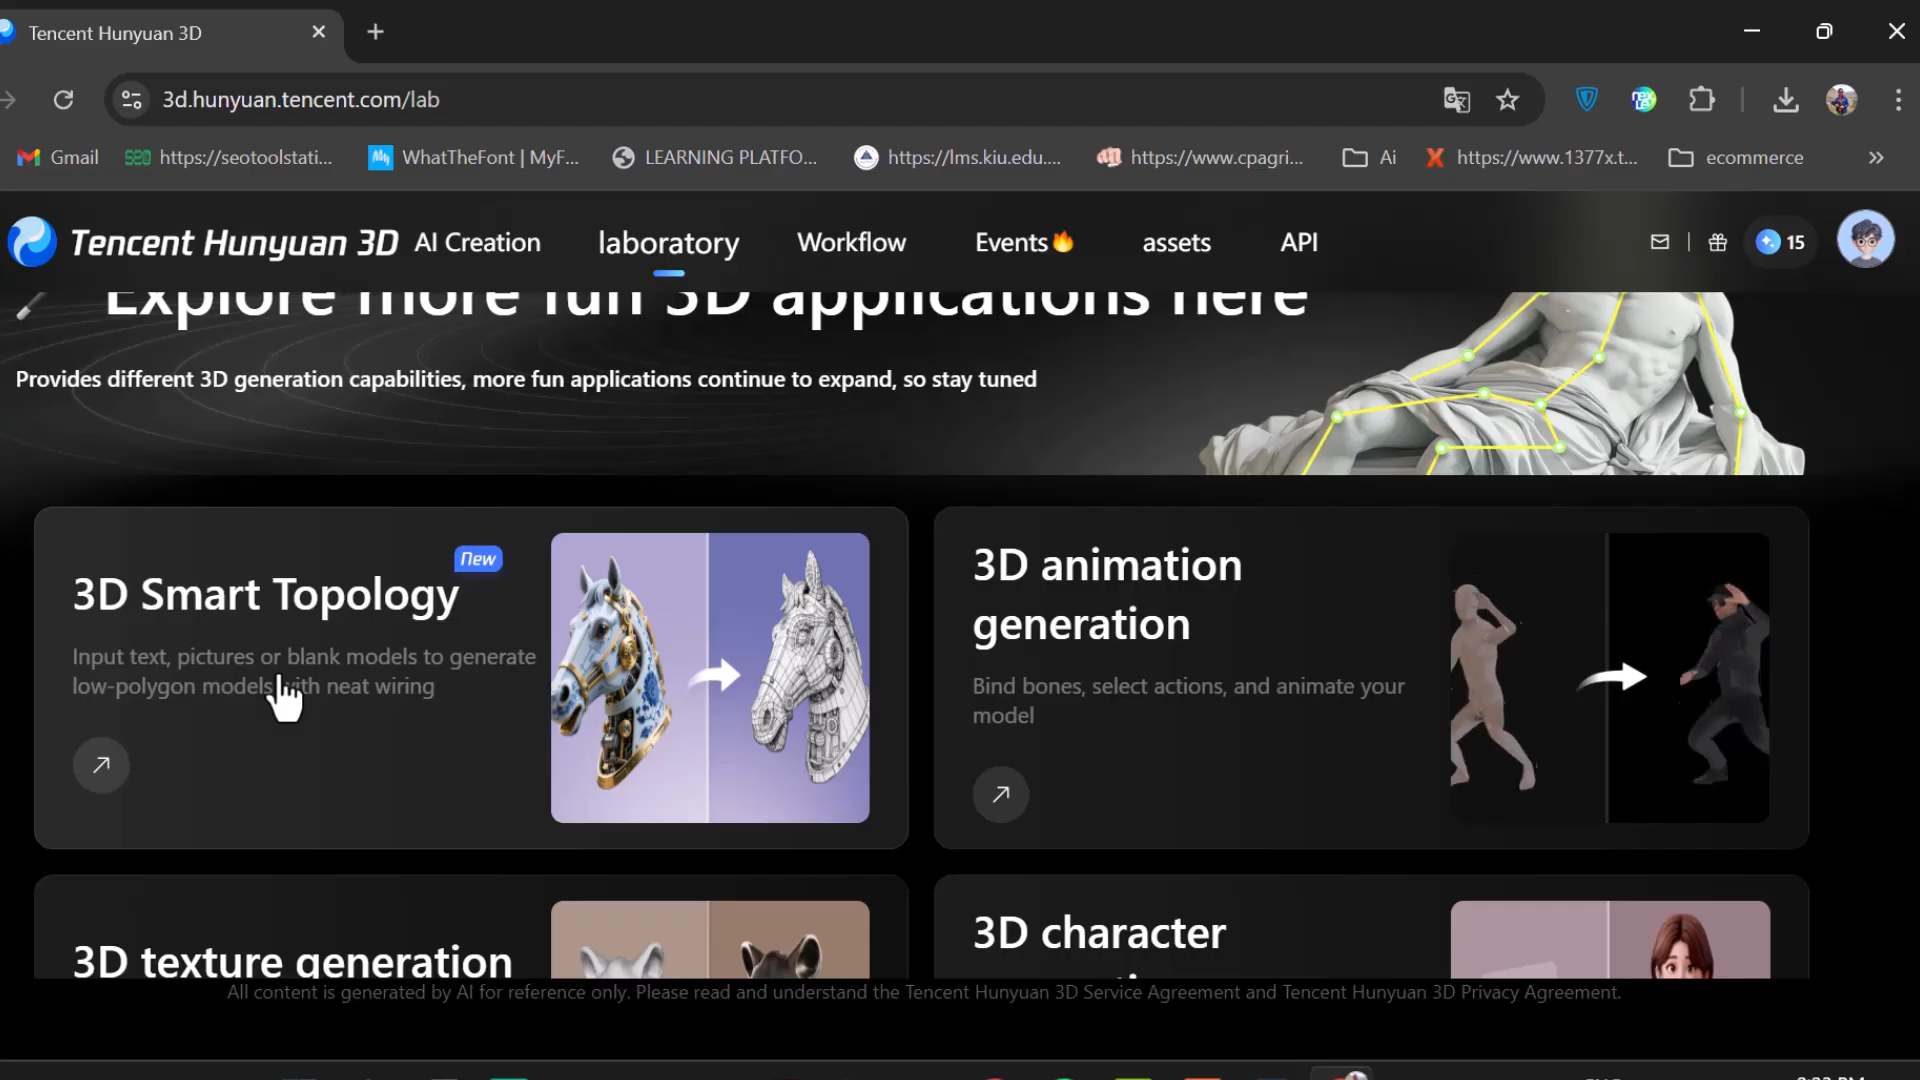 Tencent Hunyuan 3D
3d.hunyuan.tencent.com/lab
Gmail
https://seotoolstati...
WhatTheFont | MyF...
LEARNING PLATFO...
https://lms.kiu.edu....
https://www.cpagri...
Ai
https://www.1377x.t...
ecommerce
Tencent Hunyuan 3D
AI Creation
laboratory
Workflow
Events
assets
API
15
Explore more fun 3D applications here
Provides different 3D generation capabilities, more fun applications continue to expand, so stay tuned
New
3D Smart Topology
Input text, pictures or blank models to generate
low-polygon models with neat wiring
3D animation
generation
Bind bones, select actions, and animate your
model
3D texture generation
3D character
All content is generated by AI for reference only. Please read and understand the Tencent Hunyuan 3D Service Agreement and Tencent Hunyuan 3D Privacy Agreement.